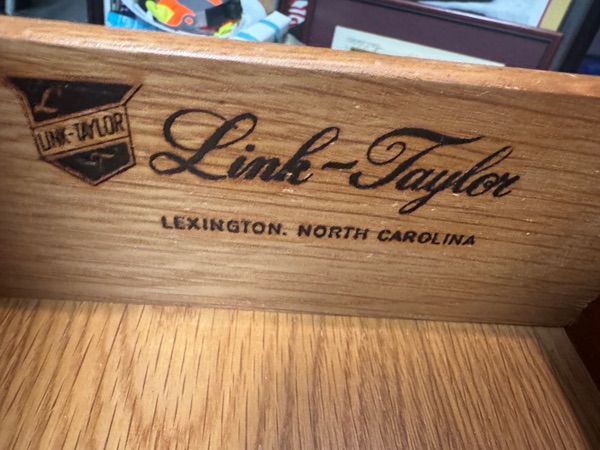 L
LINK-TAYLOR
T
Link-Taylor
LEXINGTON. NORTH CAROLINA